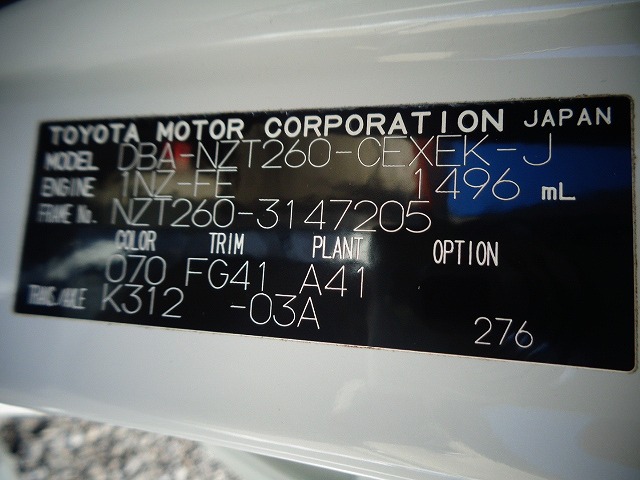 TOYOTA MOTOR CORPORATION JAPAN
MODEL DBA-NZT260-CEXEK-J
ENGINE 1NZ-FE 1496 mL
FRAME No. NZT260-3147205
COLOR TRIM PLANT OPTION
070 FG41 A41
TRANS./AXLE K312 -03A
276